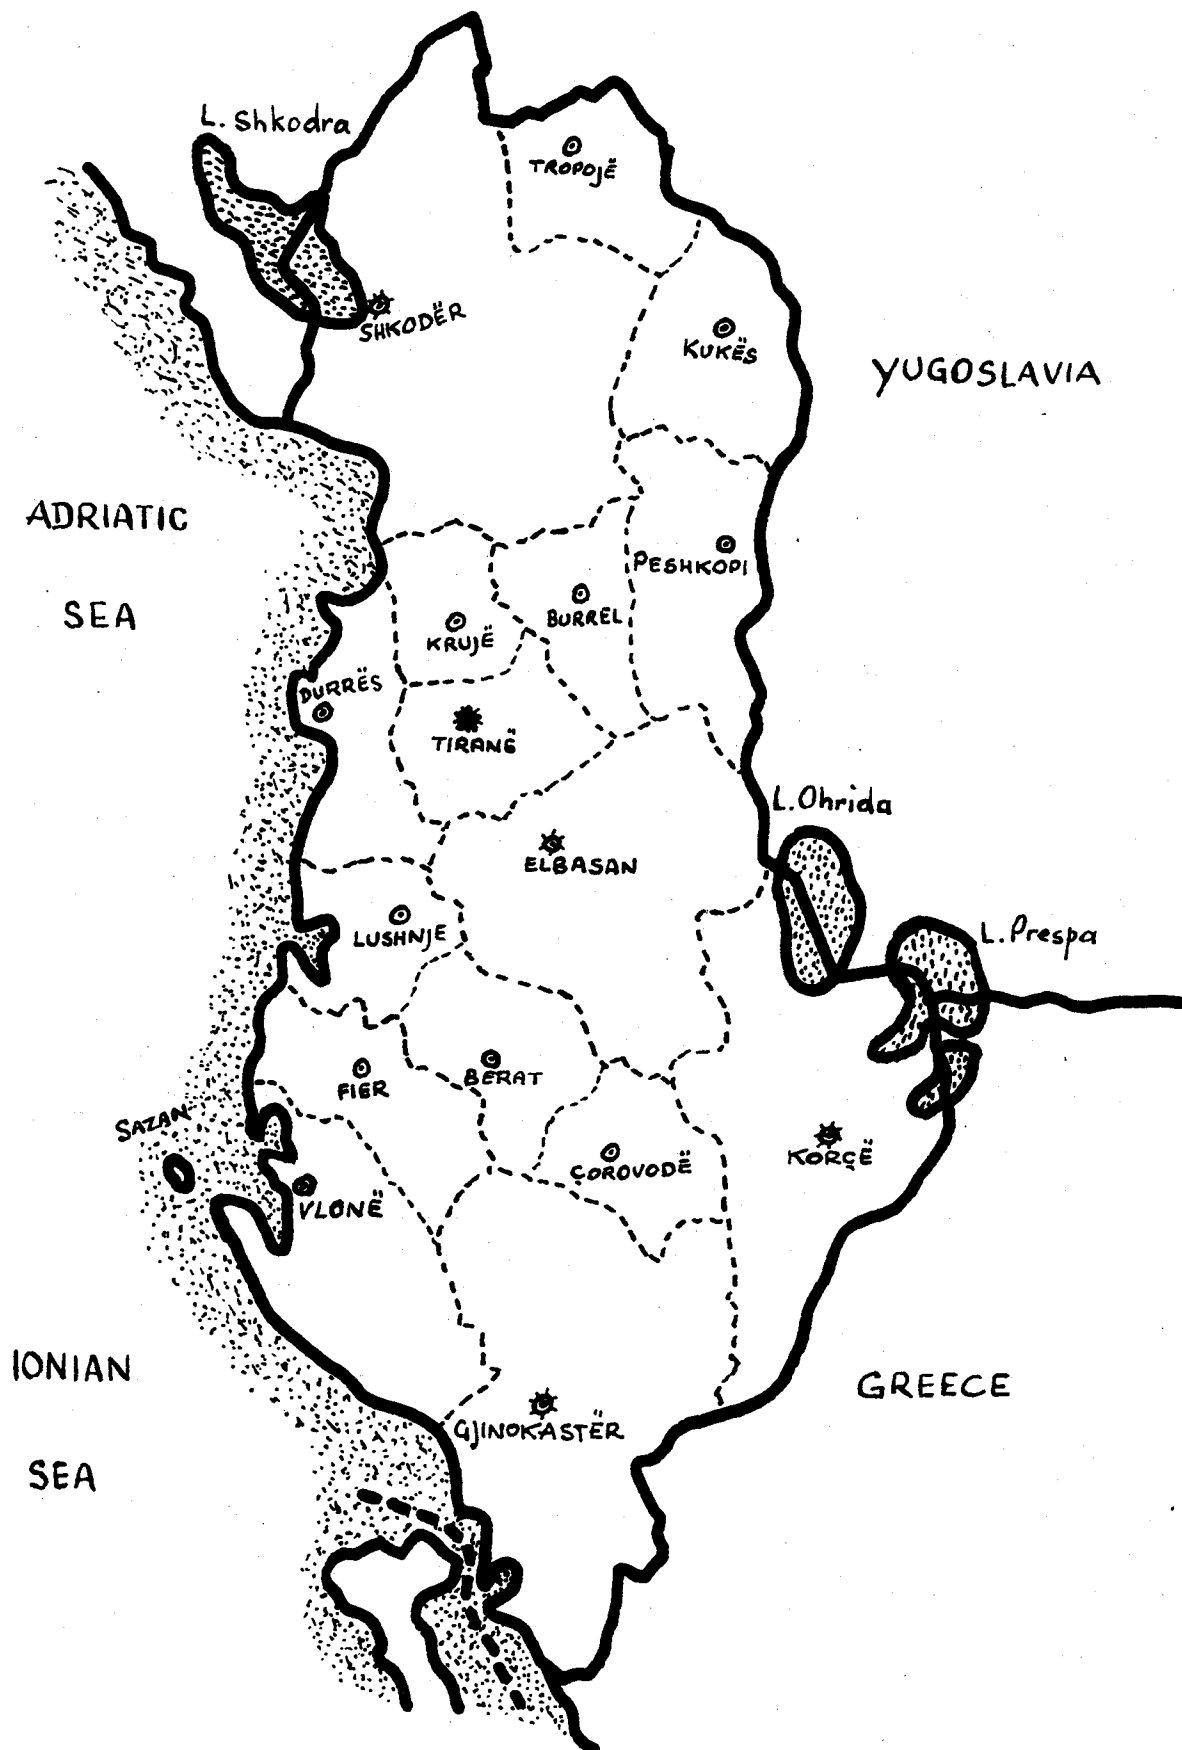 L. Shkodra
TROPOJË
SHKODËR
KUKËS
YUGOSLAVIA
ADRIATIC
SEA
PESHKOPI
BURREL
KRUJË
DURRËS
TIRANË
L. Ohrida
ELBASAN
LUSHNJE
L. Prespa
FIER
BERAT
SAZAN
KORÇË
ÇOROVODË
VLONË
IONIAN
SEA
GREECE
GJINOKASTËR